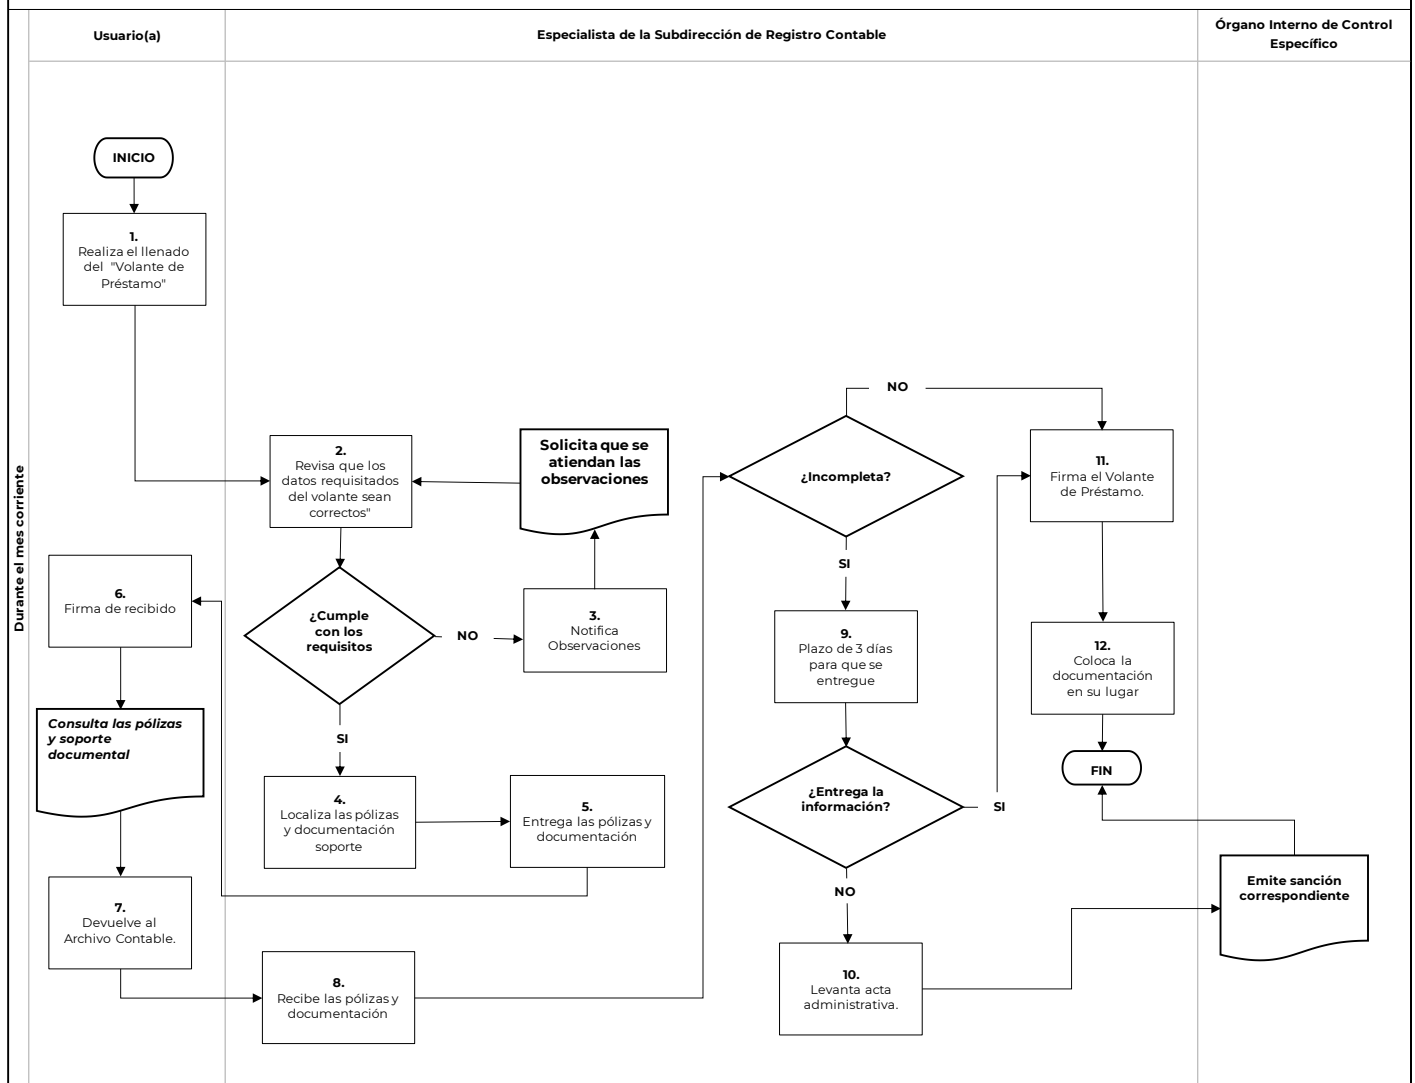 Usuario(a)
Especialista de la Subdirección de Registro Contable
Órgano Interno de Control
Específico
Durante el mes corriente
INICIO
1.
Realiza el llenado
del "Volante de
Préstamo"
2.
Revisa que los
datos requisitados
del volante sean
correctos"
Solicita que se
atiendan las
observaciones
¿Cumple
con los
requisitos
NO
3.
Notifica
Observaciones
SI
4.
Localiza las pólizas
y documentación
soporte
5.
Entrega las pólizas y
documentación
6.
Firma de recibido
Consulta las pólizas
y soporte
documental
7.
Devuelve al
Archivo Contable.
8.
Recibe las pólizas y
documentación
¿Incompleta?
NO
SI
9.
Plazo de 3 días
para que se
entregue
¿Entrega la
información?
SI
NO
10.
Levanta acta
administrativa.
11.
Firma el Volante
de Préstamo.
12.
Coloca la
documentación
en su lugar
FIN
Emite sanción
correspondiente